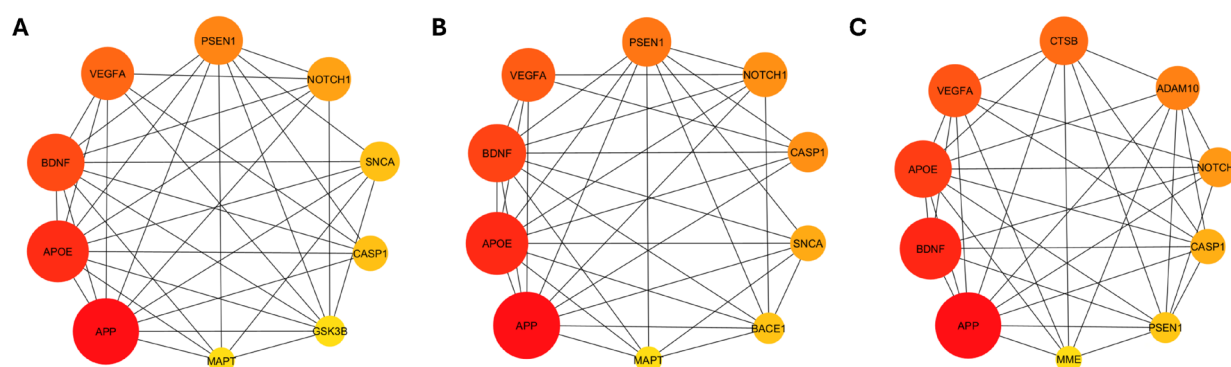 A
PSEN1
VEGFA
NOTCH1
BDNF
SNCA
APOE
CASP1
APP
GSK3B
MAPT
B
PSEN1
VEGFA
NOTCH1
BDNF
CASP1
APOE
SNCA
APP
BACE1
MAPT
C
CTSB
VEGFA
ADAM10
APOE
NOTCH
BDNF
CASP1
APP
PSEN1
MME